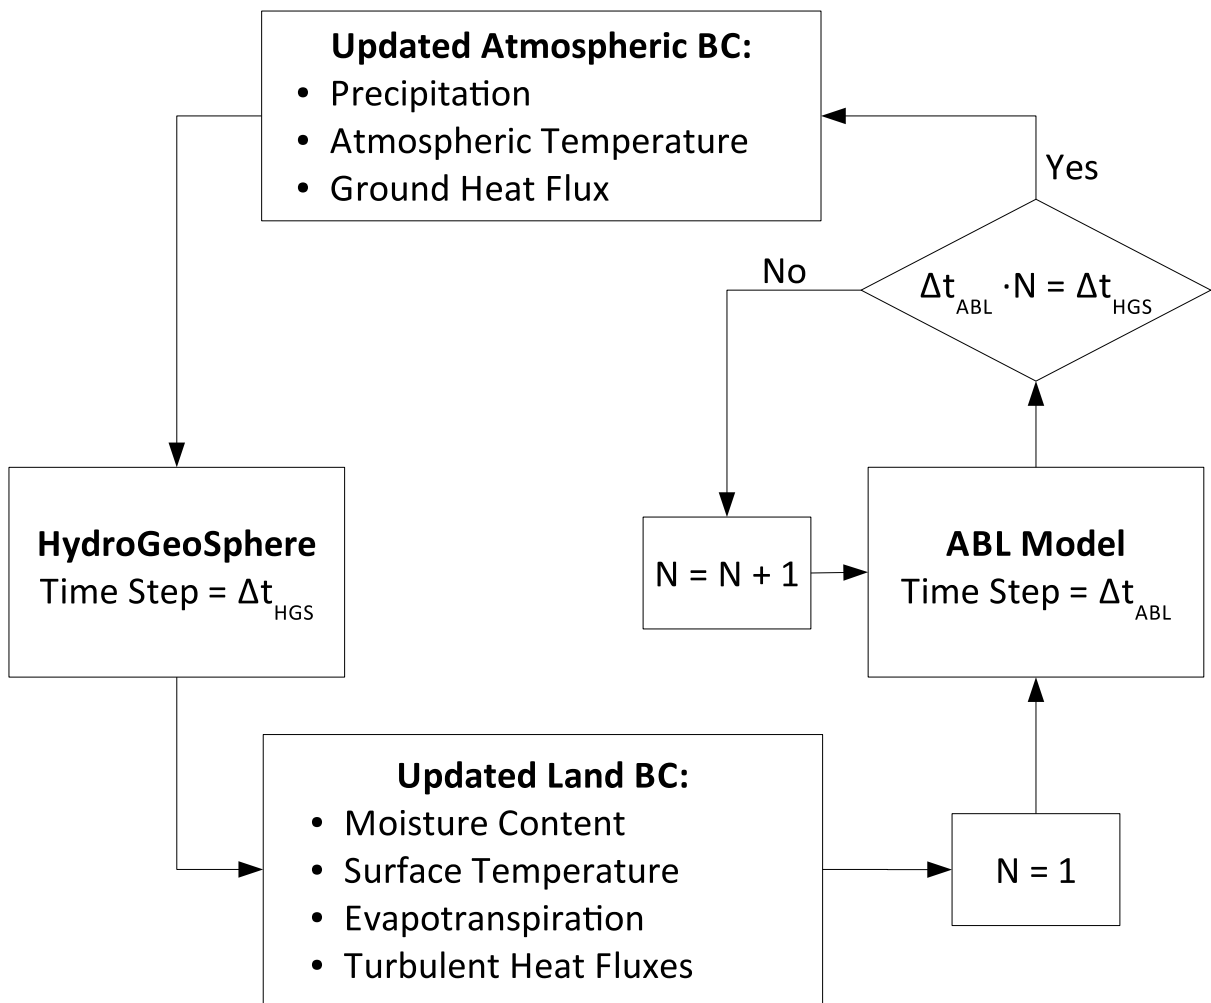 Updated Atmospheric BC:
• Precipitation
• Atmospheric Temperature
• Ground Heat Flux
Yes
No
Δt_ABL ·N = Δt_HGS
HydroGeoSphere
Time Step = Δt_HGS
N = N + 1
ABL Model
Time Step = Δt_ABL
Updated Land BC:
• Moisture Content
• Surface Temperature
• Evapotranspiration
• Turbulent Heat Fluxes
N = 1